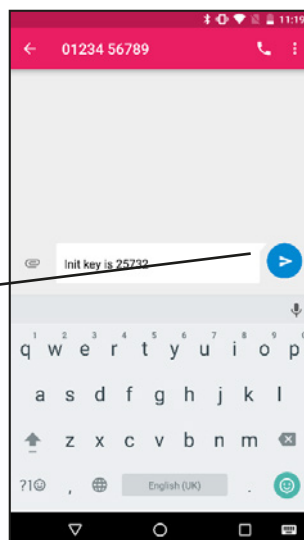 11:19
01234 56789
Init key is 25732
1 2 3 4 5 6 7 8 9 0
q w e r t y u i o p
a s d f g h j k l
z x c v b n m
?1☺ , English (UK) .